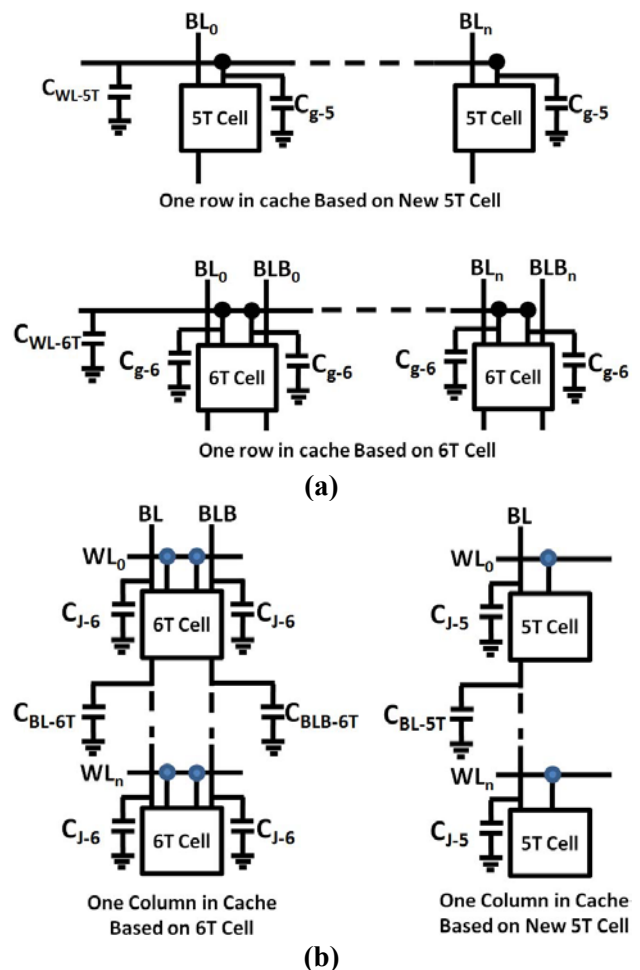 BL0 BLn
CWL-5T
5T Cell Cg-5 5T Cell Cg-5
One row in cache Based on New 5T Cell
BL0 BLB0 BLn BLBn
CWL-6T
Cg-6 6T Cell Cg-6 Cg-6 6T Cell Cg-6
One row in cache Based on 6T Cell
(a)
BL BLB BL
WL0 WL0
CJ-6 6T Cell CJ-6 CJ-5 5T Cell
CBL-6T CBLB-6T CBL-5T
WLn WLn
CJ-6 6T Cell CJ-6 CJ-5 5T Cell
One Column in Cache One Column in Cache
Based on 6T Cell Based on New 5T Cell
(b)